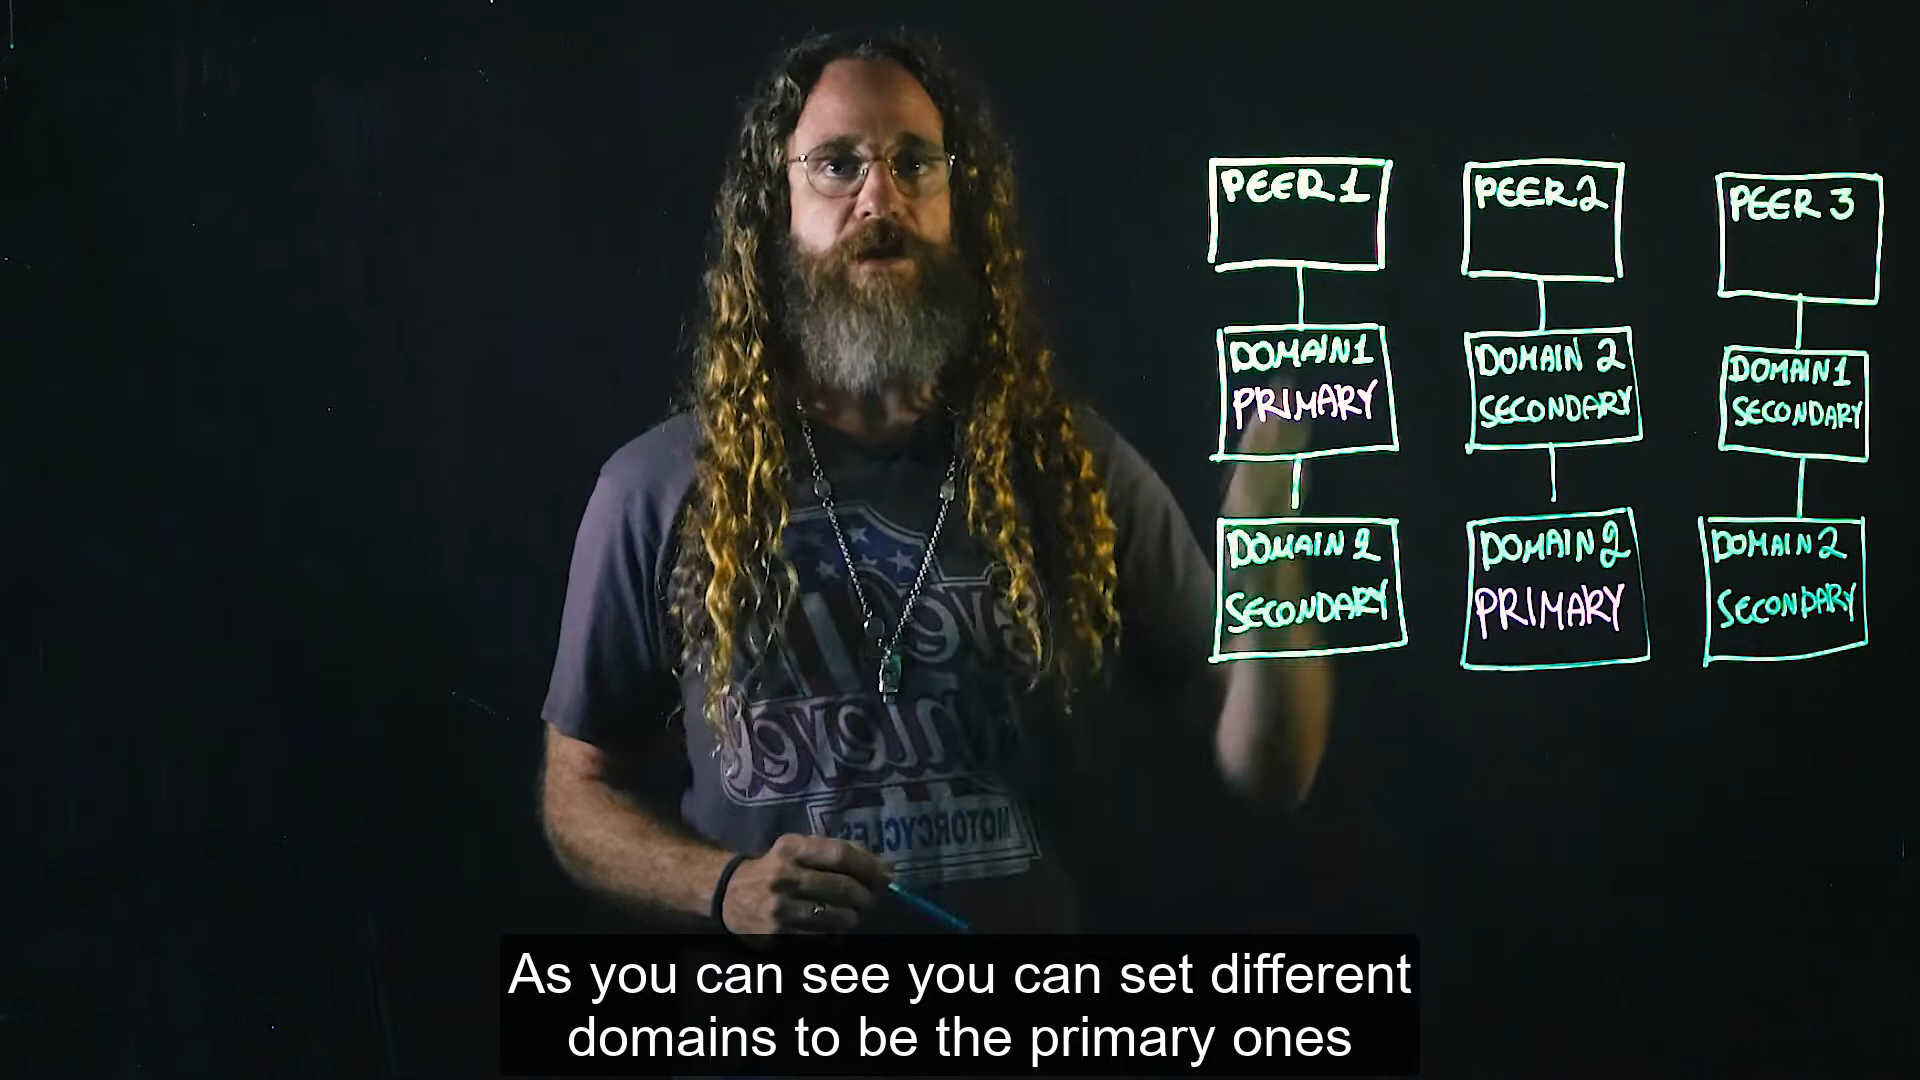 PEER 1
DOMAIN 1
PRIMARY
DOMAIN 2
SECONDARY
PEER 2
DOMAIN 2
SECONDARY
DOMAIN 2
PRIMARY
PEER 3
DOMAIN 1
SECONDARY
DOMAIN 2
SECONDARY
MOTORCYCLES
As you can see you can set different
domains to be the primary ones